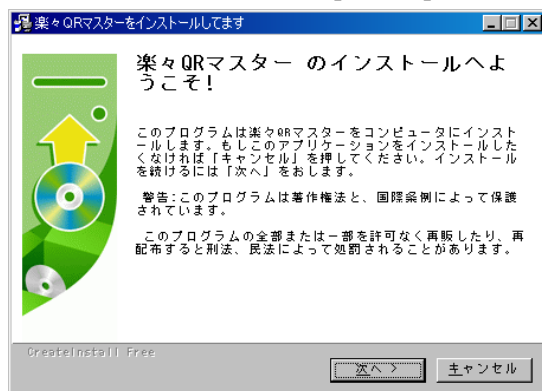 楽々QRマスターをインストールしてます
楽々QRマスター のインストールへよ
うこそ!
このプログラムは楽々QRマスターをコンピュータにインスト
ールします。もしこのアプリケーションをインストールした
くなければ「キャンセル」を押してください。インストール
を続けるには「次へ」をおします。
警告:このプログラムは著作権法と、国際条例によって保護
されています。
このプログラムの全部または一部を許可なく再販したり、再
配布すると刑法、民法によって処罰されることがあります。
CreateInstall Free
次へ >
キャンセル